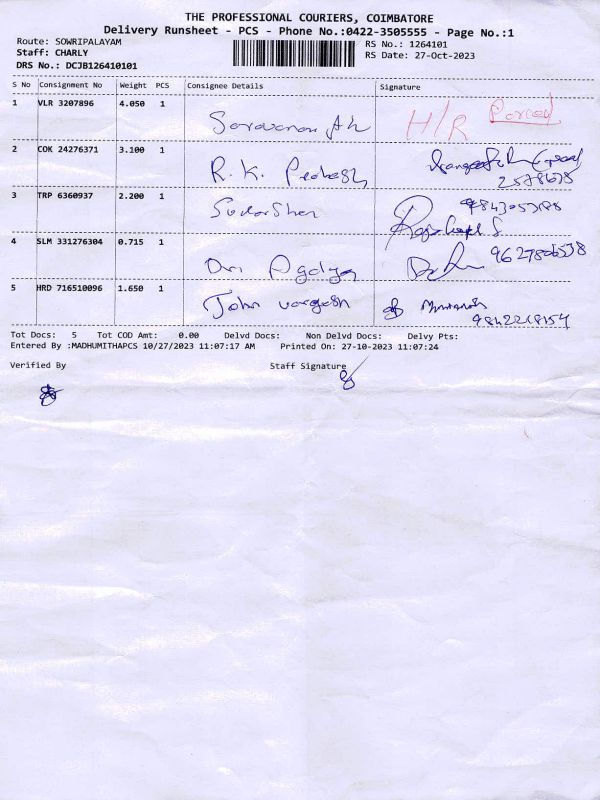 THE PROFESSIONAL COURIERS, COIMBATORE
Delivery Runsheet - PCS - Phone No.:0422-3505555 - Page No.:1
Route: SOWRIPALAYAM
RS No.: 1264101
Staff: CHARLY
RS Date: 27-Oct-2023
DRS No.: DCJB126410101
S No Consignment No Weight PCS Consignee Details Signature
1 VLR 3207896 4.050 1 Saravanan H/R Parcel
2 COK 24276371 3.100 1 R.K. Prakash
3 TRP 6360937 2.200 1 Sudarshan
4 SLM 331276304 0.715 1 9627806538
5 HRD 716510096 1.650 1 John
9842218154
Tot Docs: 5 Tot COD Amt: 0.00 Delvd Docs: Non Delvd Docs: Delvy Pts:
Entered By :MADHUMITHAPCS 10/27/2023 11:07:17 AM Printed On: 27-10-2023 11:07:24
Verified By Staff Signature